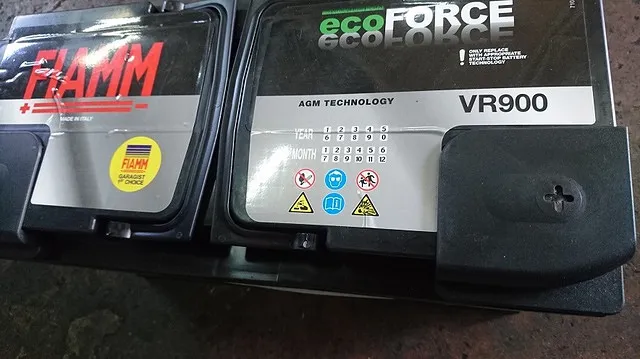 FIAMM
MADE IN ITALY
FIAMM
GARAGIST
1st CHOICE
ecoFORCE
! ONLY REPLACE
WITH APPROPRIATE
START-STOP BATTERY
TECHNOLOGY
AGM TECHNOLOGY
VR900
YEAR 1 2 3 4 5
6 7 8 9 0
MONTH 1 2 3 4 5 6
7 8 9 10 11 12